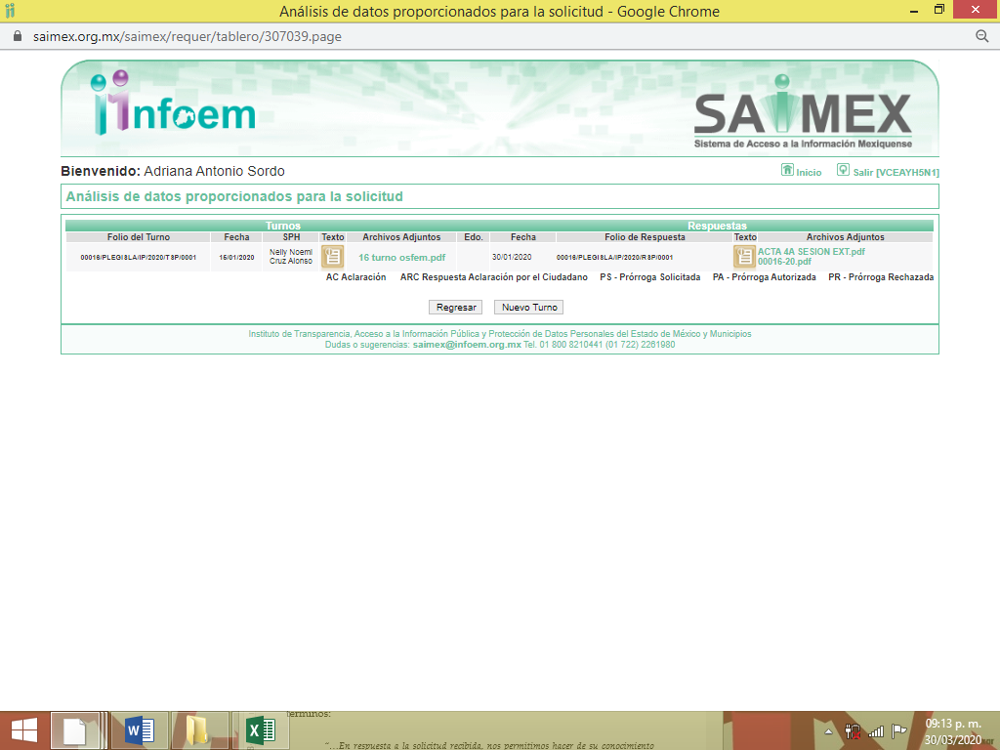 Análisis de datos proporcionados para la solicitud - Google Chrome
saimex.org.mx/saimex/requer/tablero/307039.page
infoem
SAIMEX
Sistema de Acceso a la Información Mexiquense
Bienvenido: Adriana Antonio Sordo
Inicio Salir [VCEAYH5N1]
Análisis de datos proporcionados para la solicitud
Turnos Respuestas
Folio del Turno Fecha SPH Texto Archivos Adjuntos Edo. Fecha Folio de Respuesta Texto Archivos Adjuntos
00016/PLEGISLA/IP/2020/TSP/0001 16/01/2020 Nelly Noemi Cruz Alonso 16 turno osfem.pdf 30/01/2020 00016/PLEGISLA/IP/2020/RSP/0001 ACTA 4A SESION EXT.pdf
00016-20.pdf
AC Aclaración ARC Respuesta Aclaración por el Ciudadano PS - Prórroga Solicitada PA - Prórroga Autorizada PR - Prórroga Rechazada
Regresar Nuevo Turno
Instituto de Transparencia, Acceso a la Información Pública y Protección de Datos Personales del Estado de México y Municipios
Dudas o sugerencias: saimex@infoem.org.mx Tel. 01 800 8210441 (01 722) 2261980
términos:
"...En respuesta a la solicitud recibida, nos permitimos hacer de su conocimiento
09:13 p. m.
30/03/2020